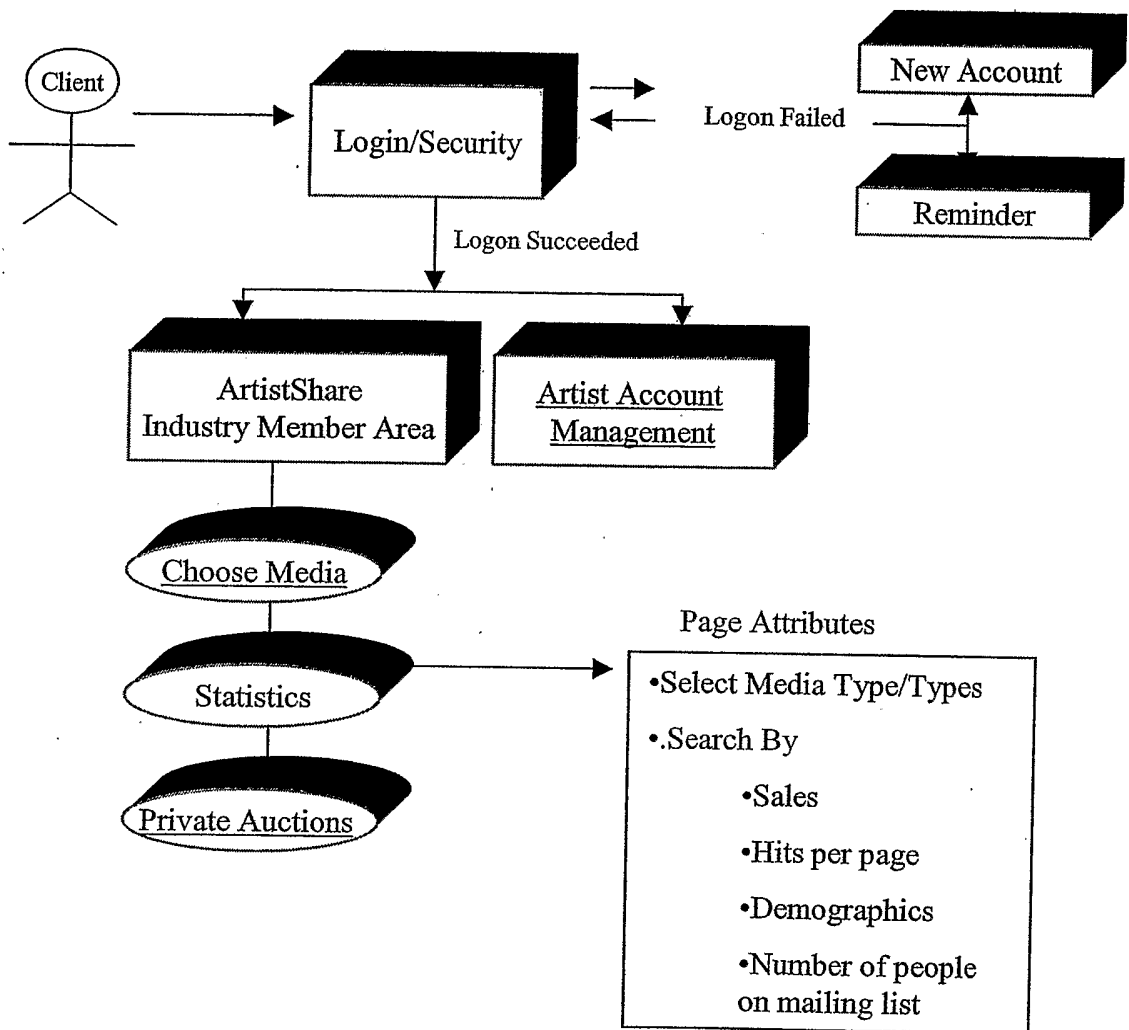 Client
Login/Security
New Account
Logon Failed
Reminder
Logon Succeeded
ArtistShare
Industry Member Area
Artist Account
Management
Choose Media
Statistics
Private Auctions
Page Attributes
•Select Media Type/Types
•.Search By
•Sales
•Hits per page
•Demographics
•Number of people
on mailing list